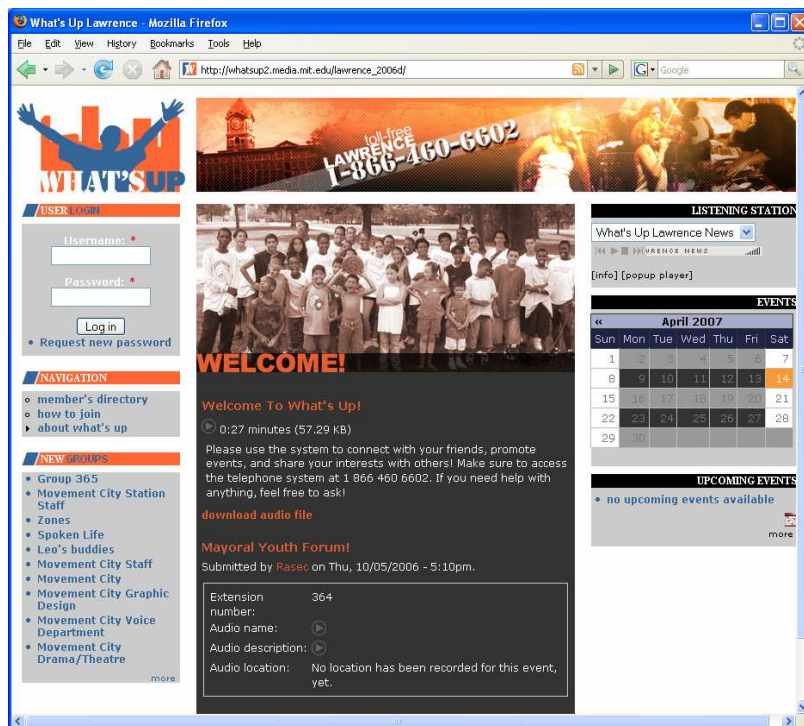 What's Up Lawrence - Mozilla Firefox
File Edit View History Bookmarks Tools Help
http://whatsup2.media.mit.edu/lawrence_2006d/
G Google
WHAT'SUP
toll-free
LAWRENCE
1-866-460-6602
USER LOGIN
Username: *
Password: *
Log in
• Request new password
NAVIGATION
member's directory
how to join
about what's up
NEW GROUPS
• Group 365
• Movement City Station
Staff
• Zones
• Spoken Life
• Leo's buddies
• Movement City Staff
• Movement City
• Movement City Graphic
Design
• Movement City Voice
Department
• Movement City
Drama/Theatre
more
WELCOME!
Welcome To What's Up!
0:27 minutes (57.29 KB)
Please use the system to connect with your friends, promote
events, and share your interests with others! Make sure to access
the telephone system at 1 866 460 6602. If you need help with
anything, feel free to ask!
download audio file
Mayoral Youth Forum!
Submitted by Rasec on Thu, 10/05/2006 - 5:10pm.
Extension 364
number:
Audio name:
Audio description:
Audio location: No location has been recorded for this event,
yet.
LISTENING STATION
What's Up Lawrence News
URENCE NEWS
[info] [popup player]
EVENTS
« April 2007
Sun Mon Tue Wed Thu Fri Sat
1 2 3 4 5 6 7
8 9 10 11 12 13 14
15 16 17 18 19 20 21
22 23 24 25 26 27 28
29 30
UPCOMING EVENTS
• no upcoming events available
more